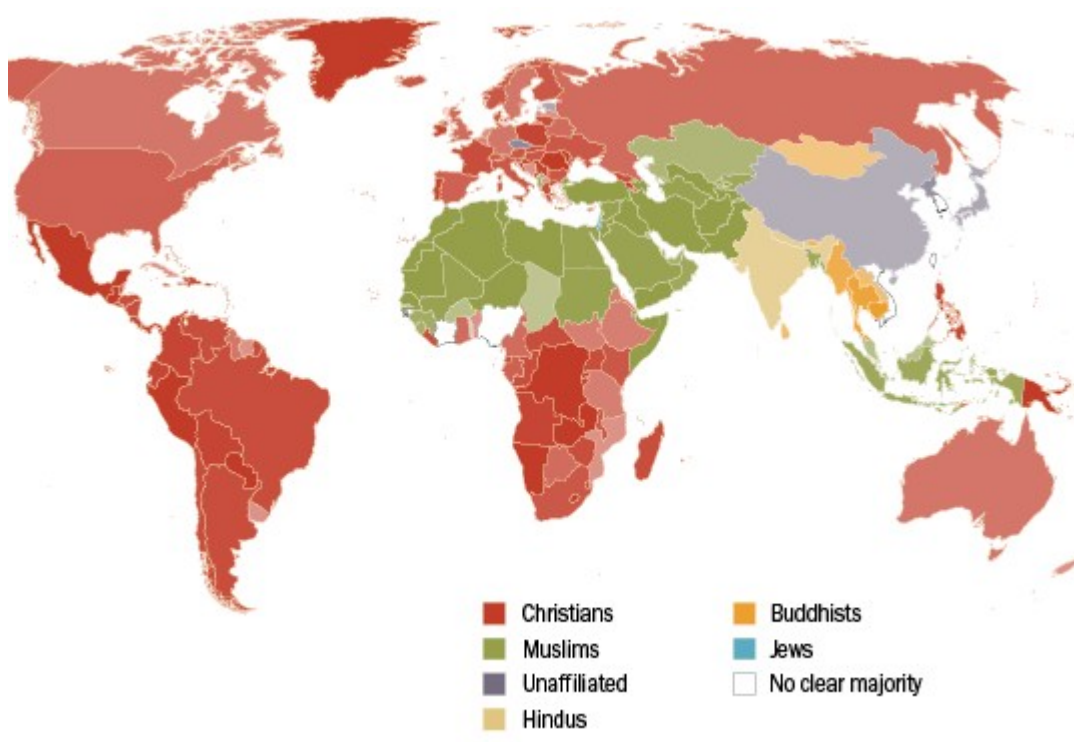 Christians
Muslims
Unaffiliated
Hindus
Buddhists
Jews
No clear majority